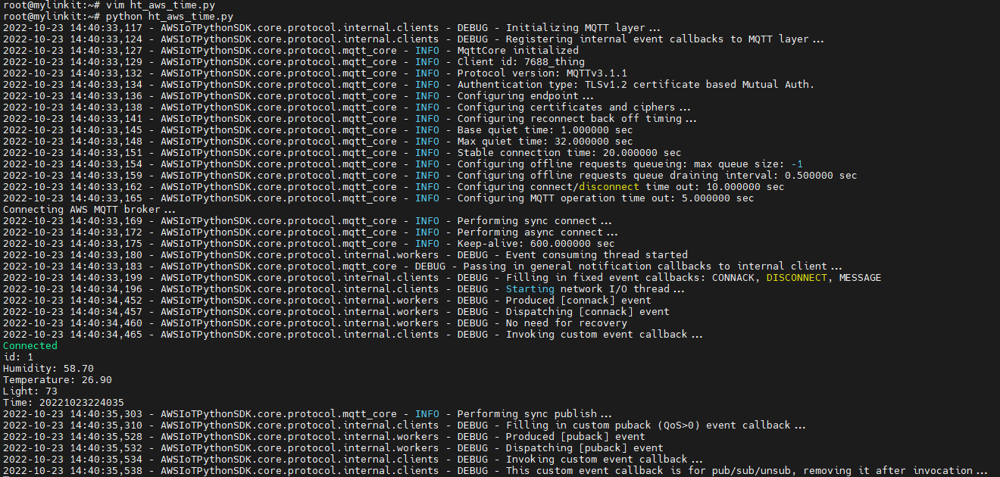 root@mylinkit:~# vim ht_aws_time.py
root@mylinkit:~# python ht_aws_time.py
2022-10-23 14:40:33,117 - AWSIoTPythonSDK.core.protocol.internal.clients - DEBUG - Initializing MQTT layer...
2022-10-23 14:40:33,124 - AWSIoTPythonSDK.core.protocol.internal.clients - DEBUG - Registering internal event callbacks to MQTT layer...
2022-10-23 14:40:33,127 - AWSIoTPythonSDK.core.protocol.mqtt_core - INFO - MqttCore initialized
2022-10-23 14:40:33,129 - AWSIoTPythonSDK.core.protocol.mqtt_core - INFO - Client id: 7688_thing
2022-10-23 14:40:33,132 - AWSIoTPythonSDK.core.protocol.mqtt_core - INFO - Protocol version: MQTTv3.1.1
2022-10-23 14:40:33,134 - AWSIoTPythonSDK.core.protocol.mqtt_core - INFO - Authentication type: TLSv1.2 certificate based Mutual Auth.
2022-10-23 14:40:33,136 - AWSIoTPythonSDK.core.protocol.mqtt_core - INFO - Configuring endpoint...
2022-10-23 14:40:33,138 - AWSIoTPythonSDK.core.protocol.mqtt_core - INFO - Configuring certificates and ciphers...
2022-10-23 14:40:33,141 - AWSIoTPythonSDK.core.protocol.mqtt_core - INFO - Configuring reconnect back off timing...
2022-10-23 14:40:33,145 - AWSIoTPythonSDK.core.protocol.mqtt_core - INFO - Base quiet time: 1.000000 sec
2022-10-23 14:40:33,148 - AWSIoTPythonSDK.core.protocol.mqtt_core - INFO - Max quiet time: 32.000000 sec
2022-10-23 14:40:33,151 - AWSIoTPythonSDK.core.protocol.mqtt_core - INFO - Stable connection time: 20.000000 sec
2022-10-23 14:40:33,154 - AWSIoTPythonSDK.core.protocol.mqtt_core - INFO - Configuring offline requests queueing: max queue size: -1
2022-10-23 14:40:33,159 - AWSIoTPythonSDK.core.protocol.mqtt_core - INFO - Configuring offline requests queue draining interval: 0.500000 sec
2022-10-23 14:40:33,162 - AWSIoTPythonSDK.core.protocol.mqtt_core - INFO - Configuring connect/disconnect time out: 10.000000 sec
2022-10-23 14:40:33,165 - AWSIoTPythonSDK.core.protocol.mqtt_core - INFO - Configuring MQTT operation time out: 5.000000 sec
Connecting AWS MQTT broker...
2022-10-23 14:40:33,169 - AWSIoTPythonSDK.core.protocol.mqtt_core - INFO - Performing sync connect...
2022-10-23 14:40:33,172 - AWSIoTPythonSDK.core.protocol.mqtt_core - INFO - Performing async connect...
2022-10-23 14:40:33,175 - AWSIoTPythonSDK.core.protocol.mqtt_core - INFO - Keep-alive: 600.000000 sec
2022-10-23 14:40:33,180 - AWSIoTPythonSDK.core.protocol.internal.workers - DEBUG - Event consuming thread started
2022-10-23 14:40:33,183 - AWSIoTPythonSDK.core.protocol.mqtt_core - DEBUG - Passing in general notification callbacks to internal client...
2022-10-23 14:40:33,199 - AWSIoTPythonSDK.core.protocol.internal.clients - DEBUG - Filling in fixed event callbacks: CONNACK, DISCONNECT, MESSAGE
2022-10-23 14:40:34,196 - AWSIoTPythonSDK.core.protocol.internal.clients - DEBUG - Starting network I/O thread...
2022-10-23 14:40:34,452 - AWSIoTPythonSDK.core.protocol.internal.workers - DEBUG - Produced [connack] event
2022-10-23 14:40:34,457 - AWSIoTPythonSDK.core.protocol.internal.workers - DEBUG - Dispatching [connack] event
2022-10-23 14:40:34,460 - AWSIoTPythonSDK.core.protocol.internal.workers - DEBUG - No need for recovery
2022-10-23 14:40:34,465 - AWSIoTPythonSDK.core.protocol.internal.clients - DEBUG - Invoking custom event callback...
Connected
id: 1
Humidity: 58.70
Temperature: 26.90
Light: 73
Time: 20221023224035
2022-10-23 14:40:35,303 - AWSIoTPythonSDK.core.protocol.mqtt_core - INFO - Performing sync publish...
2022-10-23 14:40:35,310 - AWSIoTPythonSDK.core.protocol.internal.clients - DEBUG - Filling in custom puback (QoS>0) event callback...
2022-10-23 14:40:35,528 - AWSIoTPythonSDK.core.protocol.internal.workers - DEBUG - Produced [puback] event
2022-10-23 14:40:35,532 - AWSIoTPythonSDK.core.protocol.internal.workers - DEBUG - Dispatching [puback] event
2022-10-23 14:40:35,534 - AWSIoTPythonSDK.core.protocol.internal.clients - DEBUG - Invoking custom event callback...
2022-10-23 14:40:35,538 - AWSIoTPythonSDK.core.protocol.internal.clients - DEBUG - This custom event callback is for pub/sub/unsub, removing it after invocation...